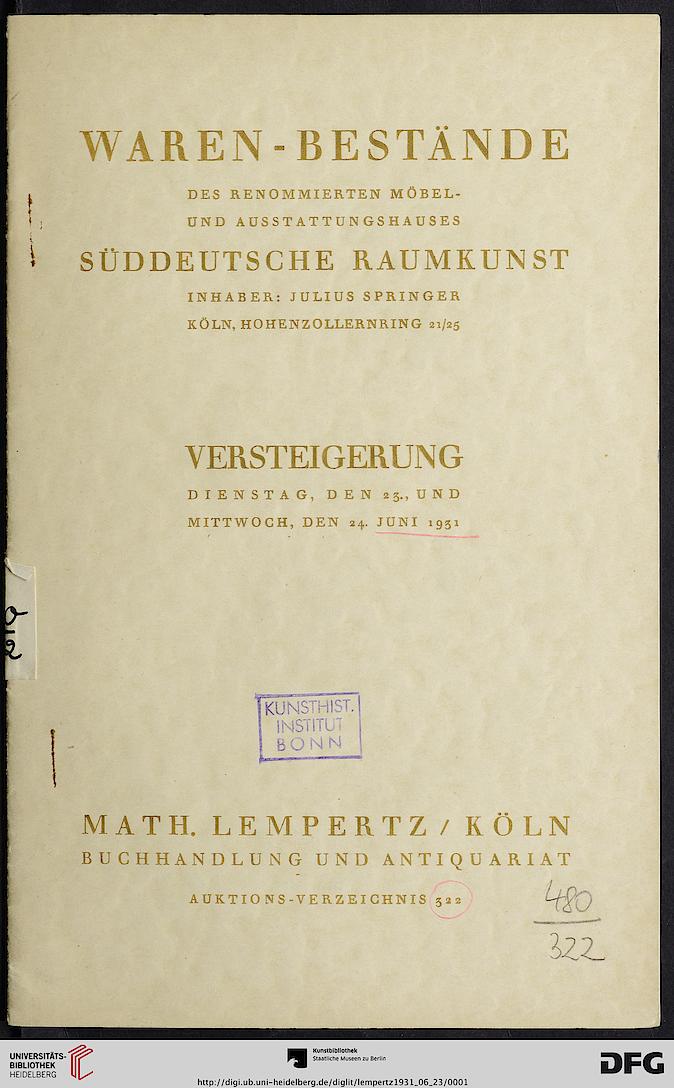 WAREN-BESTÄNDE
DES RENOMMIERTEN MÖBEL-
UND AUSSTATTUNGSHAUSES
SÜDDEUTSCHE RAUMKUNST
INHABER: JULIUS SPRINGER
KÖLN, HOHENZOLLERNRING 21/25
VERSTEIGERUNG
DIENSTAG, DEN 23., UND
MITTWOCH, DEN 24. JUNI 1931
KUNSTHIST.
INSTITUT
BONN
MATH. LEMPERTZ / KÖLN
BUCHHANDLUNG UND ANTIQUARIAT
AUKTIONS-VERZEICHNIS 322
480
322
UNIVERSITÄTS-
BIBLIOTHEK
HEIDELBERG
Kunstbibliothek
Staatliche Museen zu Berlin
DFG
http://digi.ub.uni-heidelberg.de/diglit/lempertz1931_06_23/0001